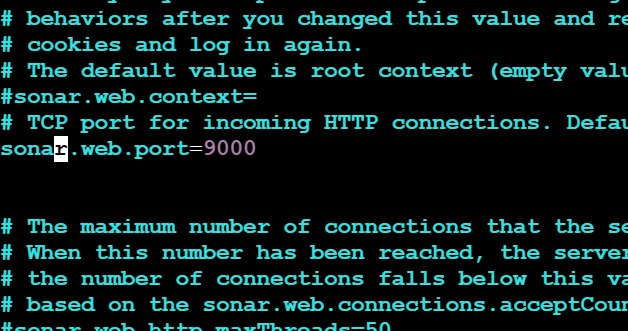 # behaviors after you changed this value and re
# cookies and log in again.
# The default value is root context (empty valu
#sonar.web.context=
# TCP port for incoming HTTP connections. Defau
sonar.web.port=9000
# The maximum number of connections that the se
# When this number has been reached, the server
# the number of connections falls below this va
# based on the sonar.web.connections.acceptCoun
#sonar.web.http.maxThreads=50